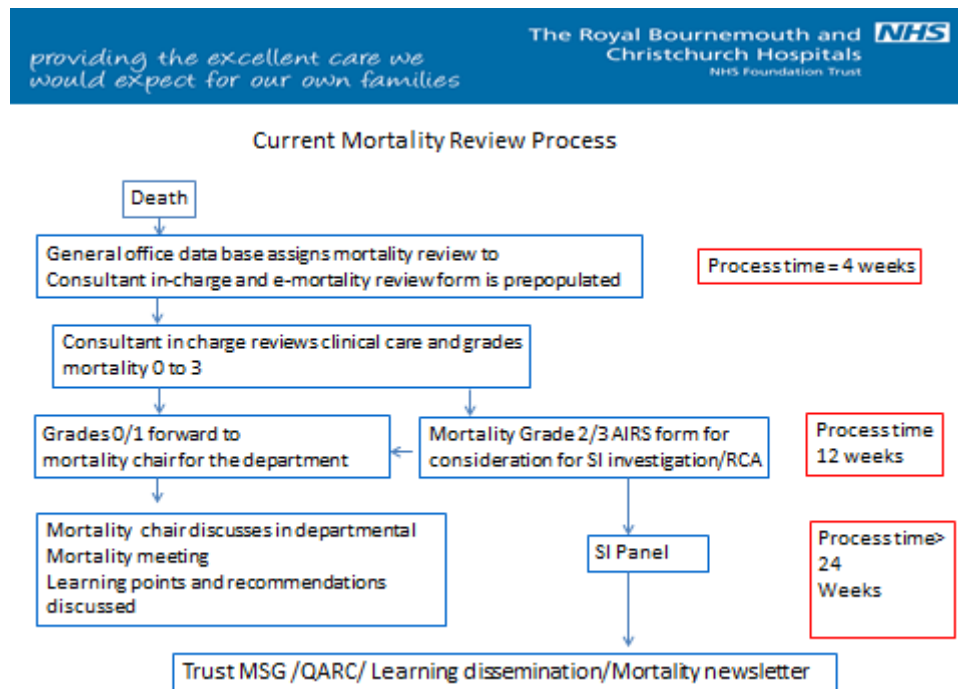 providing the excellent care we
would expect for our own families
The Royal Bournemouth and NHS
Christchurch Hospitals
NHS Foundation Trust
Current Mortality Review Process
Death
General office data base assigns mortality review to
Consultant in-charge and e-mortality review form is prepopulated
Process time = 4 weeks
Consultant in charge reviews clinical care and grades
mortality 0 to 3
Grades 0/1 forward to
mortality chair for the department
Mortality Grade 2/3 AIRS form for
consideration for SI investigation/RCA
Process time
12 weeks
Mortality chair discusses in departmental
Mortality meeting
Learning points and recommendations
discussed
SI Panel
Process time>
24
Weeks
Trust MSG /QARC/ Learning dissemination/Mortality newsletter